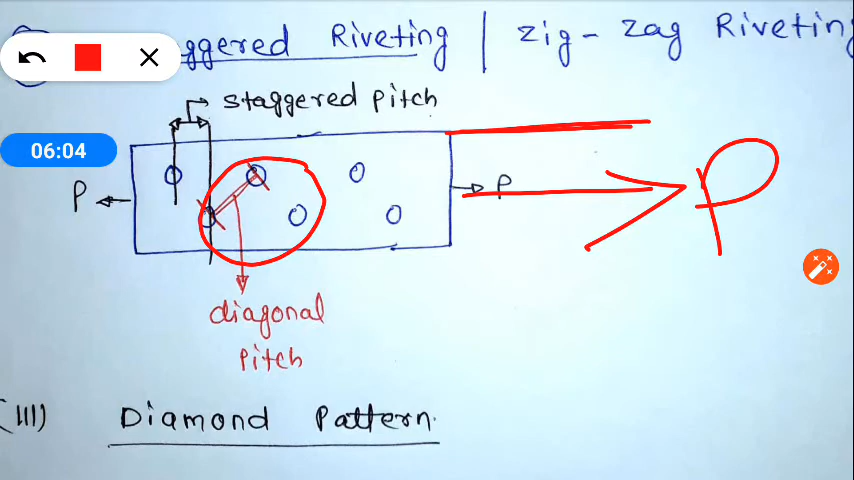 ggered Riveting | zig-zag Riveting
staggered pitch
06:04
P
P
P
diagonal
pitch
(III) Diamond Pattern.